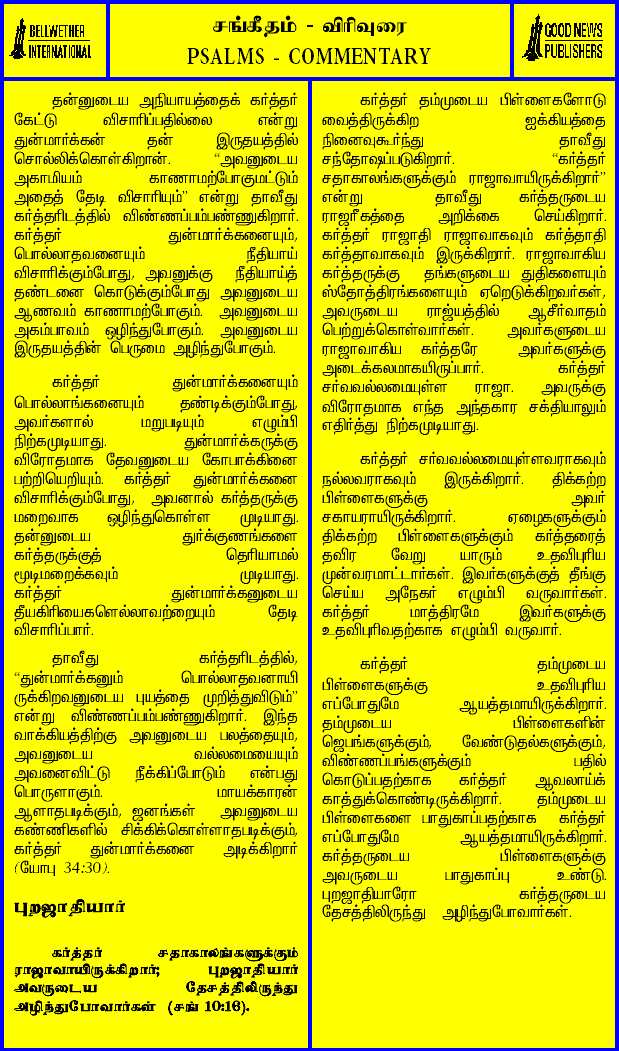 BELLWETHER
INTERNATIONAL
சங்கீதம் - விரிவுரை
PSALMS - COMMENTARY
GOOD NEWS
PUBLISHERS
தன்னுடைய அநியாயத்தைக் கர்த்தர்
கேட்டு விசாரிப்பதில்லை என்று
துன்மார்க்கன் தன் இருதயத்தில்
சொல்லிக்கொள்கிறான். “அவனுடைய
அகாமியம் காணாமற்போகுமட்டும்
அதைத் தேடி விசாரியும்” என்று தாவீது
கர்த்தரிடத்தில் விண்ணப்பம்பண்ணுகிறார்.
கர்த்தர் துன்மார்க்கனையும்,
பொல்லாதவனையும் நீதியாய்
விசாரிக்கும்போது, அவனுக்கு நீதியாய்த்
தண்டனை கொடுக்கும்போது அவனுடைய
ஆணவம் காணாமற்போகும். அவனுடைய
அகம்பாவம் ஒழிந்துபோகும். அவனுடைய
இருதயத்தின் பெருமை அழிந்துபோகும்.
கர்த்தர் துன்மார்க்கனையும்
பொல்லாங்கனையும் தண்டிக்கும்போது,
அவர்களால் மறுபடியும் எழும்பி
நிற்கமுடியாது. துன்மார்க்கருக்கு
விரோதமாக தேவனுடைய கோபாக்கினை
பற்றியெறியும். கர்த்தர் துன்மார்க்கனை
விசாரிக்கும்போது, அவனால் கர்த்தருக்கு
மறைவாக ஒழிந்துகொள்ள முடியாது.
தன்னுடைய துர்க்குணங்களை
கர்த்தருக்குத் தெரியாமல்
மூடிமறைக்கவும் முடியாது.
கர்த்தர் துன்மார்க்கனுடைய
தீயகிரியைகளெல்லாவற்றையும் தேடி
விசாரிப்பார்.
தாவீது கர்த்தரிடத்தில்,
“துன்மார்க்கனும் பொல்லாதவனாயி
ருக்கிறவனுடைய புயத்தை முறித்துவிடும்”
என்று விண்ணப்பம்பண்ணுகிறார். இந்த
வாக்கியத்திற்கு அவனுடைய பலத்தையும்,
அவனுடைய வல்லமையையும்
அவனைவிட்டு நீக்கிப்போடும் என்பது
பொருளாகும். மாயக்காரன்
ஆளாதபடிக்கும், ஜனங்கள் அவனுடைய
கண்ணிகளில் சிக்கிக்கொள்ளாதபடிக்கும்,
கர்த்தர் துன்மார்க்கனை அடிக்கிறார்
(யோபு 34:30).
புறஜாதியார்
கர்த்தர் சதாகாலங்களுக்கும்
ராஜாவாயிருக்கிறார்; புறஜாதியார்
அவருடைய தேசத்திலிருந்து
அழிந்துபோவார்கள் (சங் 10:16).
கர்த்தர் தம்முடைய பிள்ளைகளோடு
வைத்திருக்கிற ஐக்கியத்தை
நினைவுகூர்ந்து தாவீது
சந்தோஷப்படுகிறார். “கர்த்தர்
சதாகாலங்களுக்கும் ராஜாவாயிருக்கிறார்”
என்று தாவீது கர்த்தருடைய
ராஜரீகத்தை அறிக்கை செய்கிறார்.
கர்த்தர் ராஜாதி ராஜாவாகவும் கர்த்தாதி
கர்த்தாவாகவும் இருக்கிறார். ராஜாவாகிய
கர்த்தருக்கு தங்களுடைய துதிகளையும்
ஸ்தோத்திரங்களையும் ஏறெடுக்கிறவர்கள்,
அவருடைய ராஜ்யத்தில் ஆசீர்வாதம்
பெற்றுக்கொள்வார்கள். அவர்களுடைய
ராஜாவாகிய கர்த்தரே அவர்களுக்கு
அடைக்கலமாகயிருப்பார். கர்த்தர்
சர்வவல்லமையுள்ள ராஜா. அவருக்கு
விரோதமாக எந்த அந்தகார சக்தியாலும்
எதிர்த்து நிற்கமுடியாது.
கர்த்தர் சர்வவல்லமையுள்ளவராகவும்
நல்லவராகவும் இருக்கிறார். திக்கற்ற
பிள்ளைகளுக்கு அவர்
சகாயராயிருக்கிறார். ஏழைகளுக்கும்
திக்கற்ற பிள்ளைகளுக்கும் கர்த்தரைத்
தவிர வேறு யாரும் உதவிபுரிய
முன்வரமாட்டார்கள். இவர்களுக்குத் தீங்கு
செய்ய அநேகர் எழும்பி வருவார்கள்.
கர்த்தர் மாத்திரமே இவர்களுக்கு
உதவிபுரிவதற்காக எழும்பி வருவார்.
கர்த்தர் தம்முடைய
பிள்ளைகளுக்கு உதவிபுரிய
எப்போதுமே ஆயத்தமாயிருக்கிறார்.
தம்முடைய பிள்ளைகளின்
ஜெபங்களுக்கும், வேண்டுதல்களுக்கும்,
விண்ணப்பங்களுக்கும் பதில்
கொடுப்பதற்காக கர்த்தர் ஆவலாய்க்
காத்துக்கொண்டிருக்கிறார். தம்முடைய
பிள்ளைகளை பாதுகாப்பதற்காக கர்த்தர்
எப்போதுமே ஆயத்தமாயிருக்கிறார்.
கர்த்தருடைய பிள்ளைகளுக்கு
அவருடைய பாதுகாப்பு உண்டு.
புறஜாதியாரோ கர்த்தருடைய
தேசத்திலிருந்து அழிந்துபோவார்கள்.